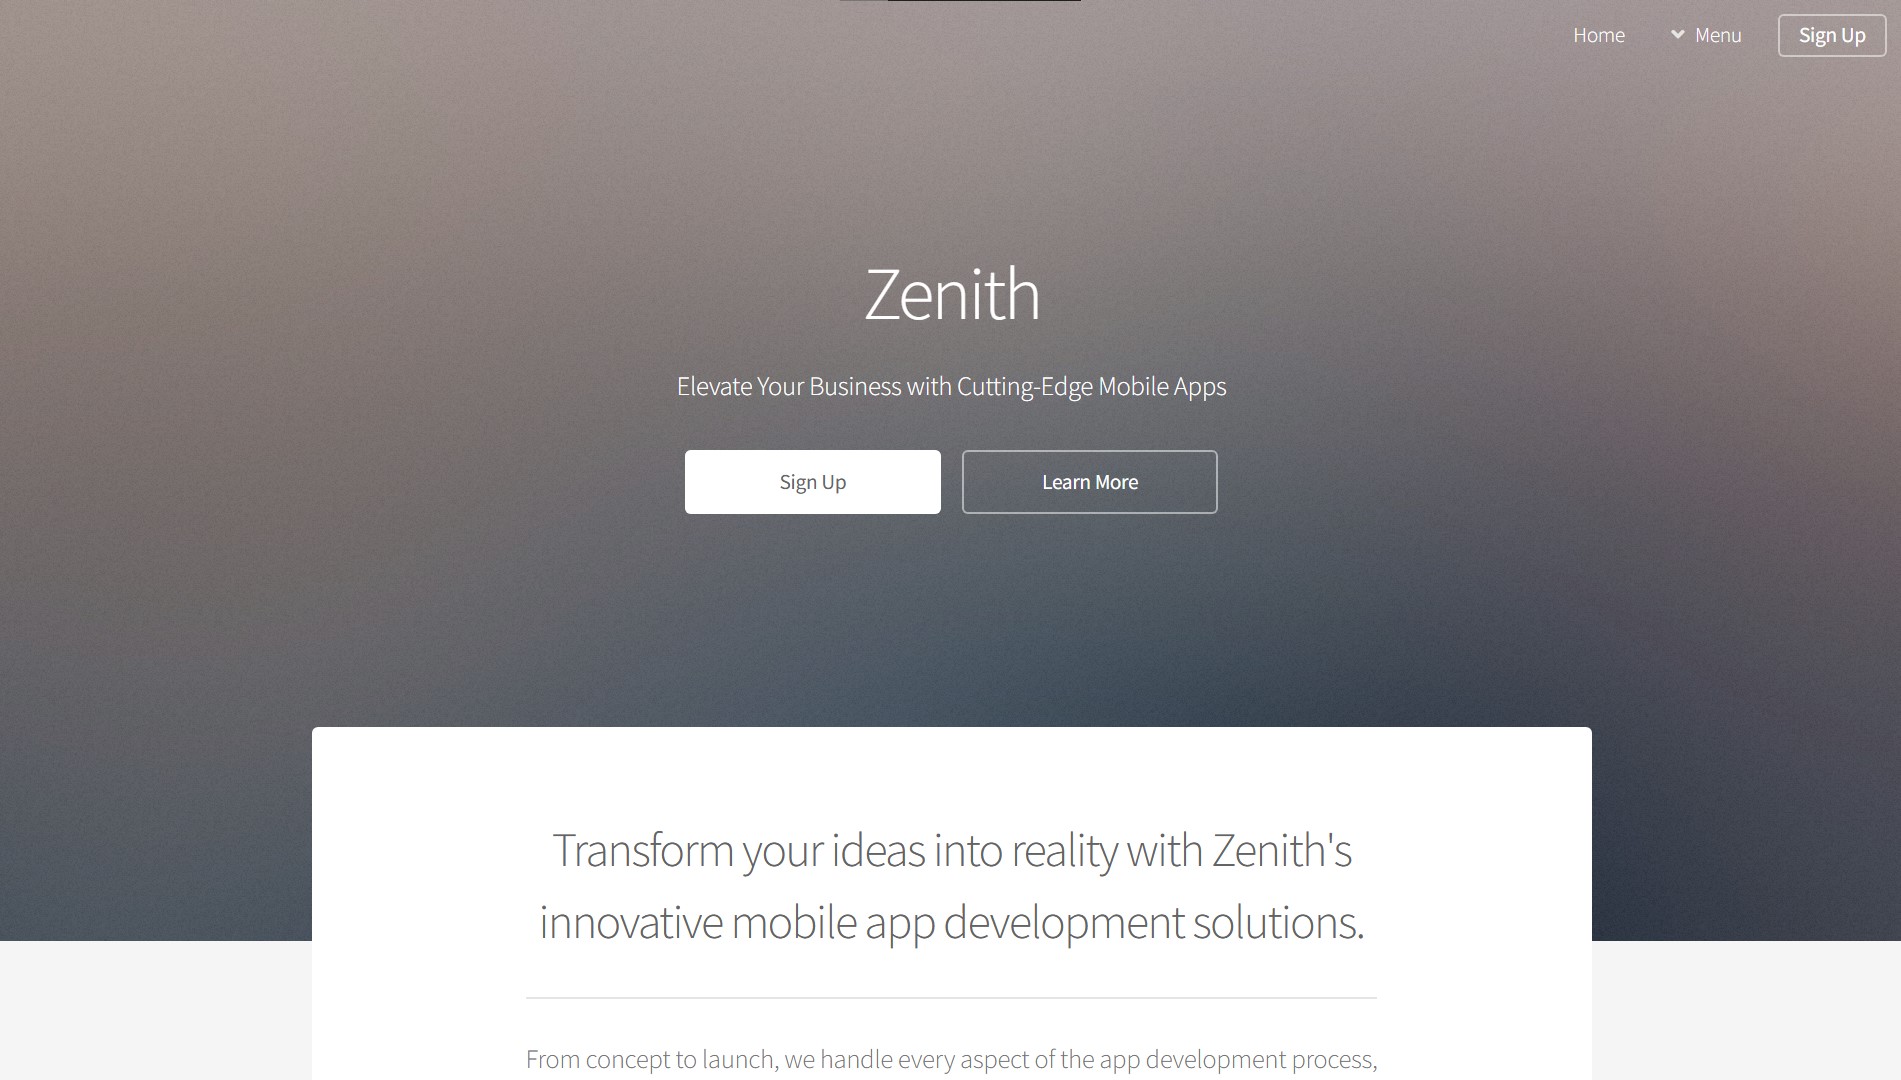 Home
Menu
Sign Up
Zenith
Elevate Your Business with Cutting-Edge Mobile Apps
Sign Up
Learn More
Transform your ideas into reality with Zenith's
innovative mobile app development solutions.
From concept to launch, we handle every aspect of the app development process,